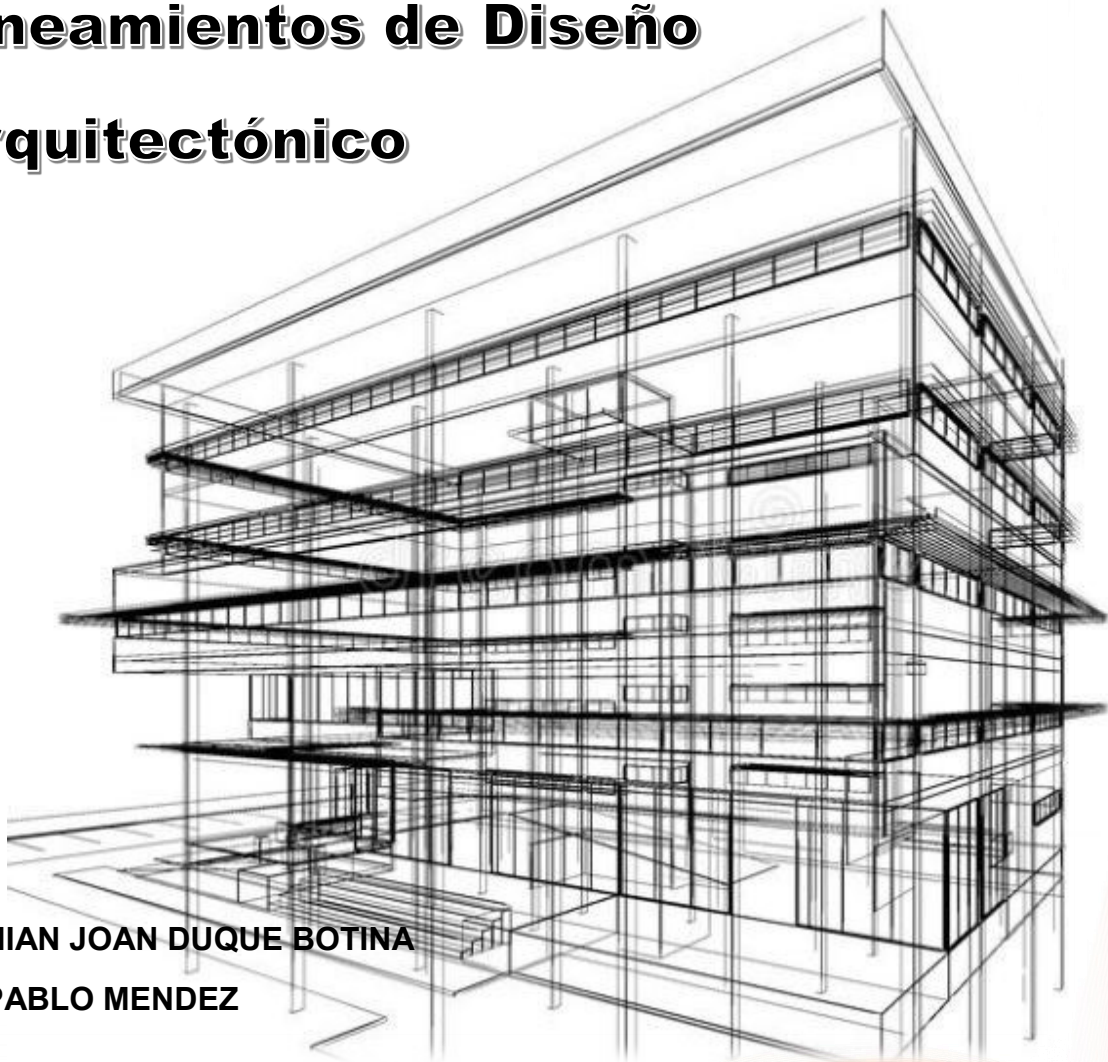 neamientos de Diseño
rquitectónico
IAN JOAN DUQUE BOTINA
PABLO MENDEZ